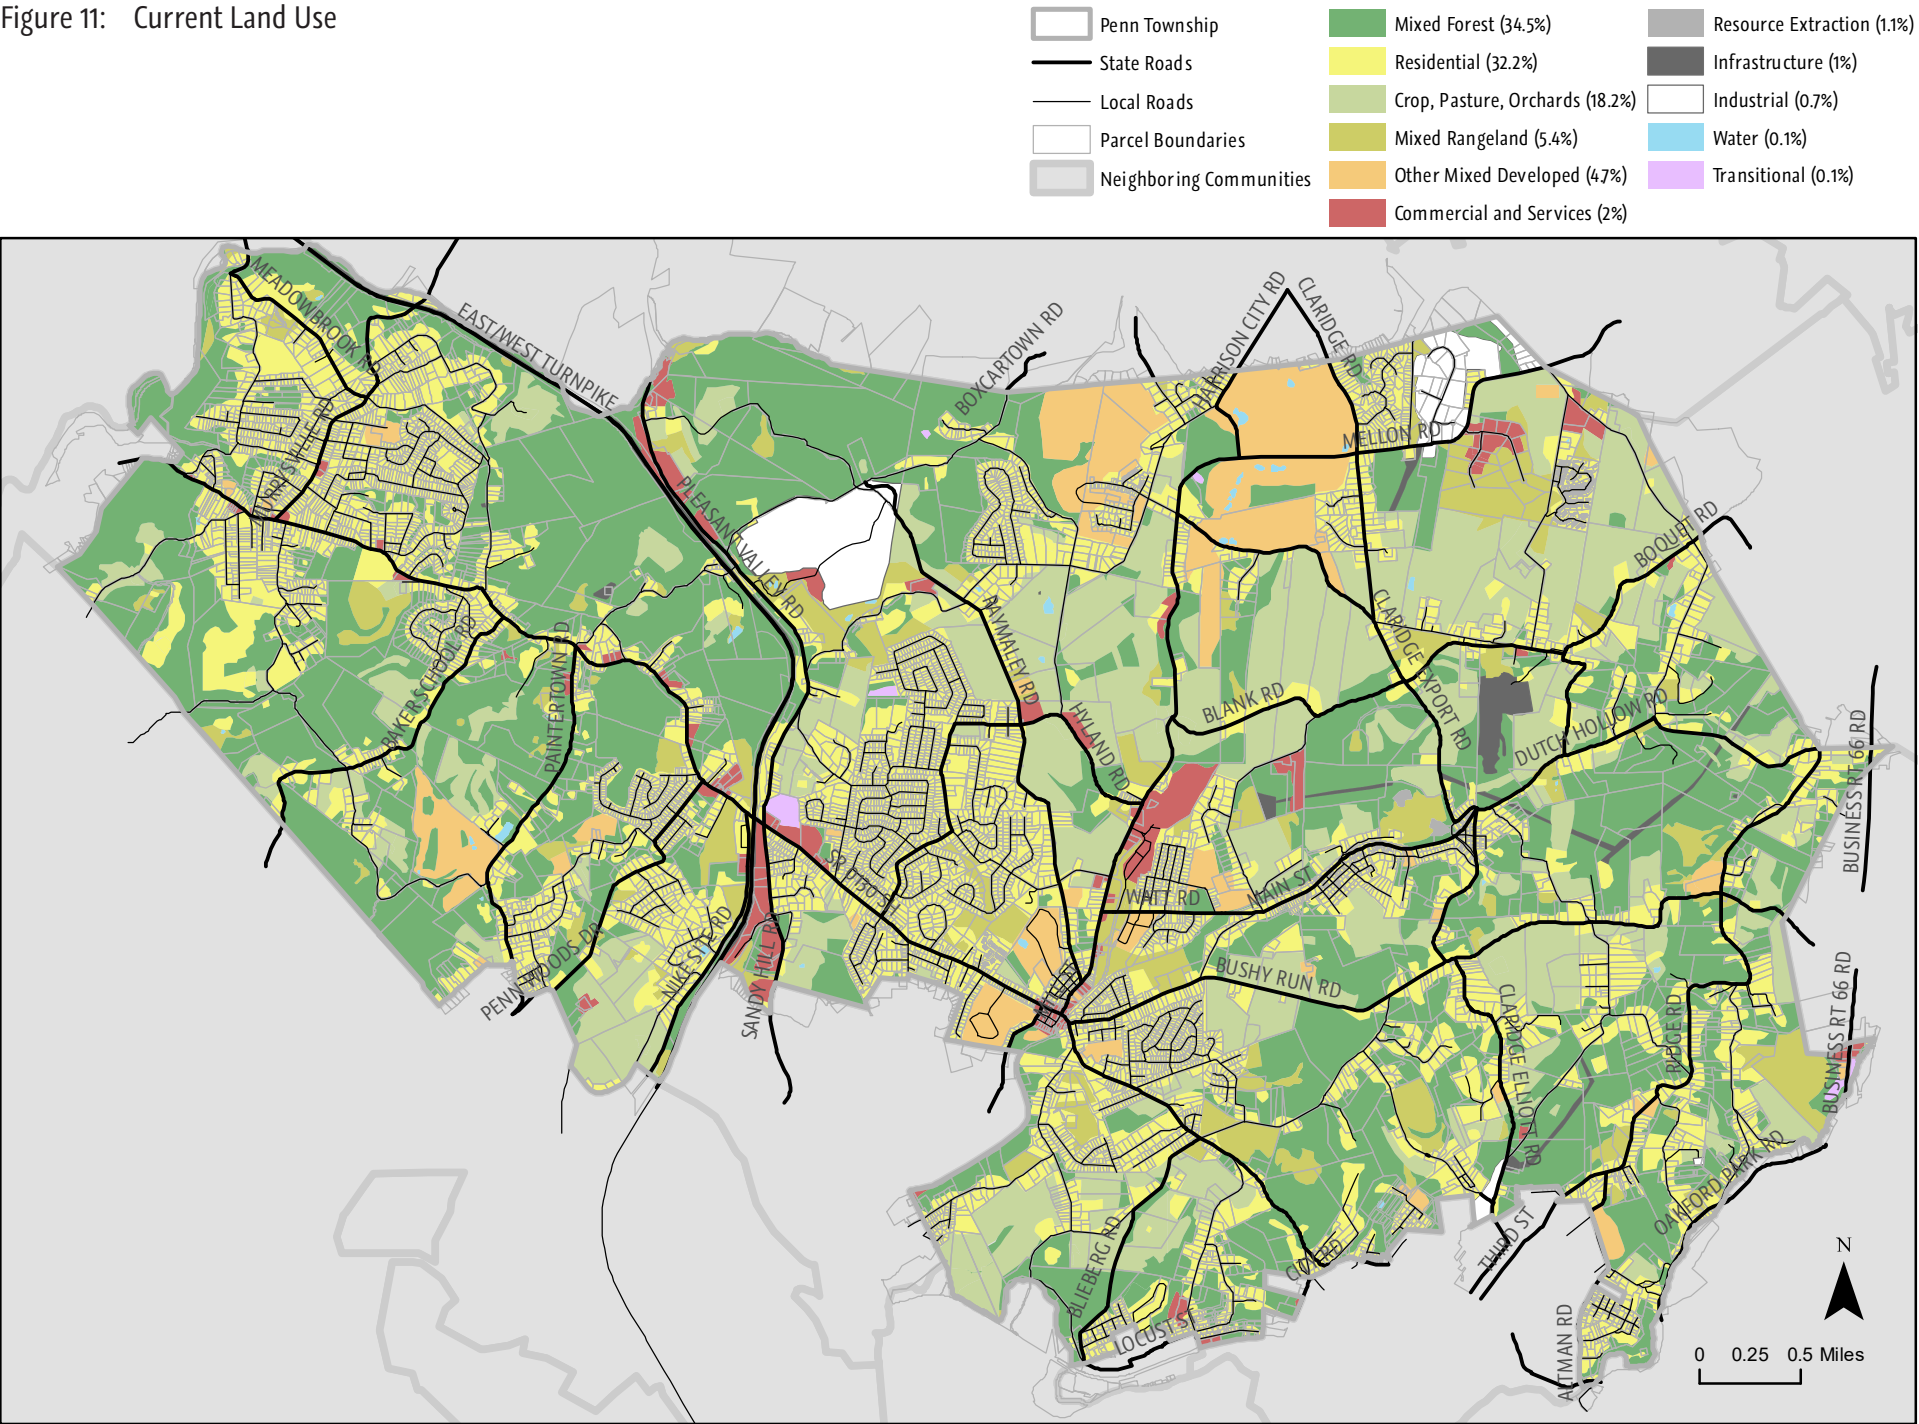 Figure 11: Current Land Use
Penn Township
State Roads
Local Roads
Parcel Boundaries
Neighboring Communities
Mixed Forest (34.5%)
Residential (32.2%)
Crop, Pasture, Orchards (18.2%)
Mixed Rangeland (5.4%)
Other Mixed Developed (4.7%)
Commercial and Services (2%)
Resource Extraction (1.1%)
Infrastructure (1%)
Industrial (0.7%)
Water (0.1%)
Transitional (0.1%)
MEADOWBROOK RD
EAST/WEST TURNPIKE
BOXCARTOWN RD
HARRISON CITY RD
CLARIDGE RD
MELLON RD
PLEASANT VALLEY RD
BOQUET RD
BAKER SCHOOL RD
PAINTERTOWN RD
RAYMALEY RD
HYLAND RD
BLANK RD
CLARIDGE EXPORT RD
DUTCH HOLLOW RD
BUSINESS RT 66 RD
SR 0130
WATT RD
MAIN ST
PENN WOODS DR
NIKE SITE RD
SANDY HILL RD
BUSHY RUN RD
CLARIDGE ELLIOTT RD
RIDGE RD
BUSINESS RT 66 RD
OAKFORD PARK RD
BLIEBERG RD
THIRD ST
LOCUST ST
ALTMAN RD
N
0 0.25 0.5 Miles